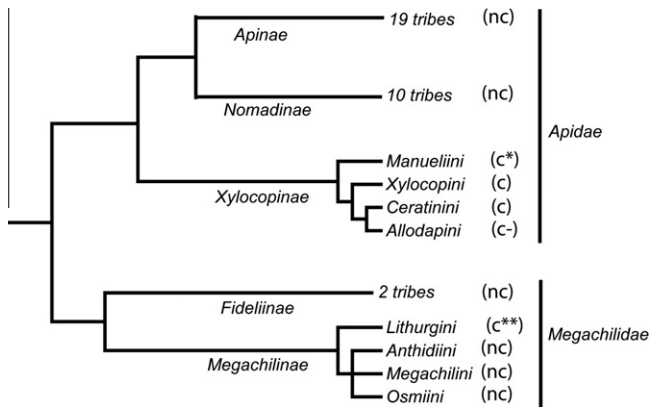 19 tribes (nc)
Apinae
10 tribes (nc)
Nomadinae
Apidae
Manueliini (c*)
Xylocopini (c)
Xylocopinae
Ceratinini (c)
Allodapini (c-)
2 tribes (nc)
Fideliinae
Lithurgini (c**)
Megachilidae
Anthidiini (nc)
Megachilinae
Megachilini (nc)
Osmiini (nc)